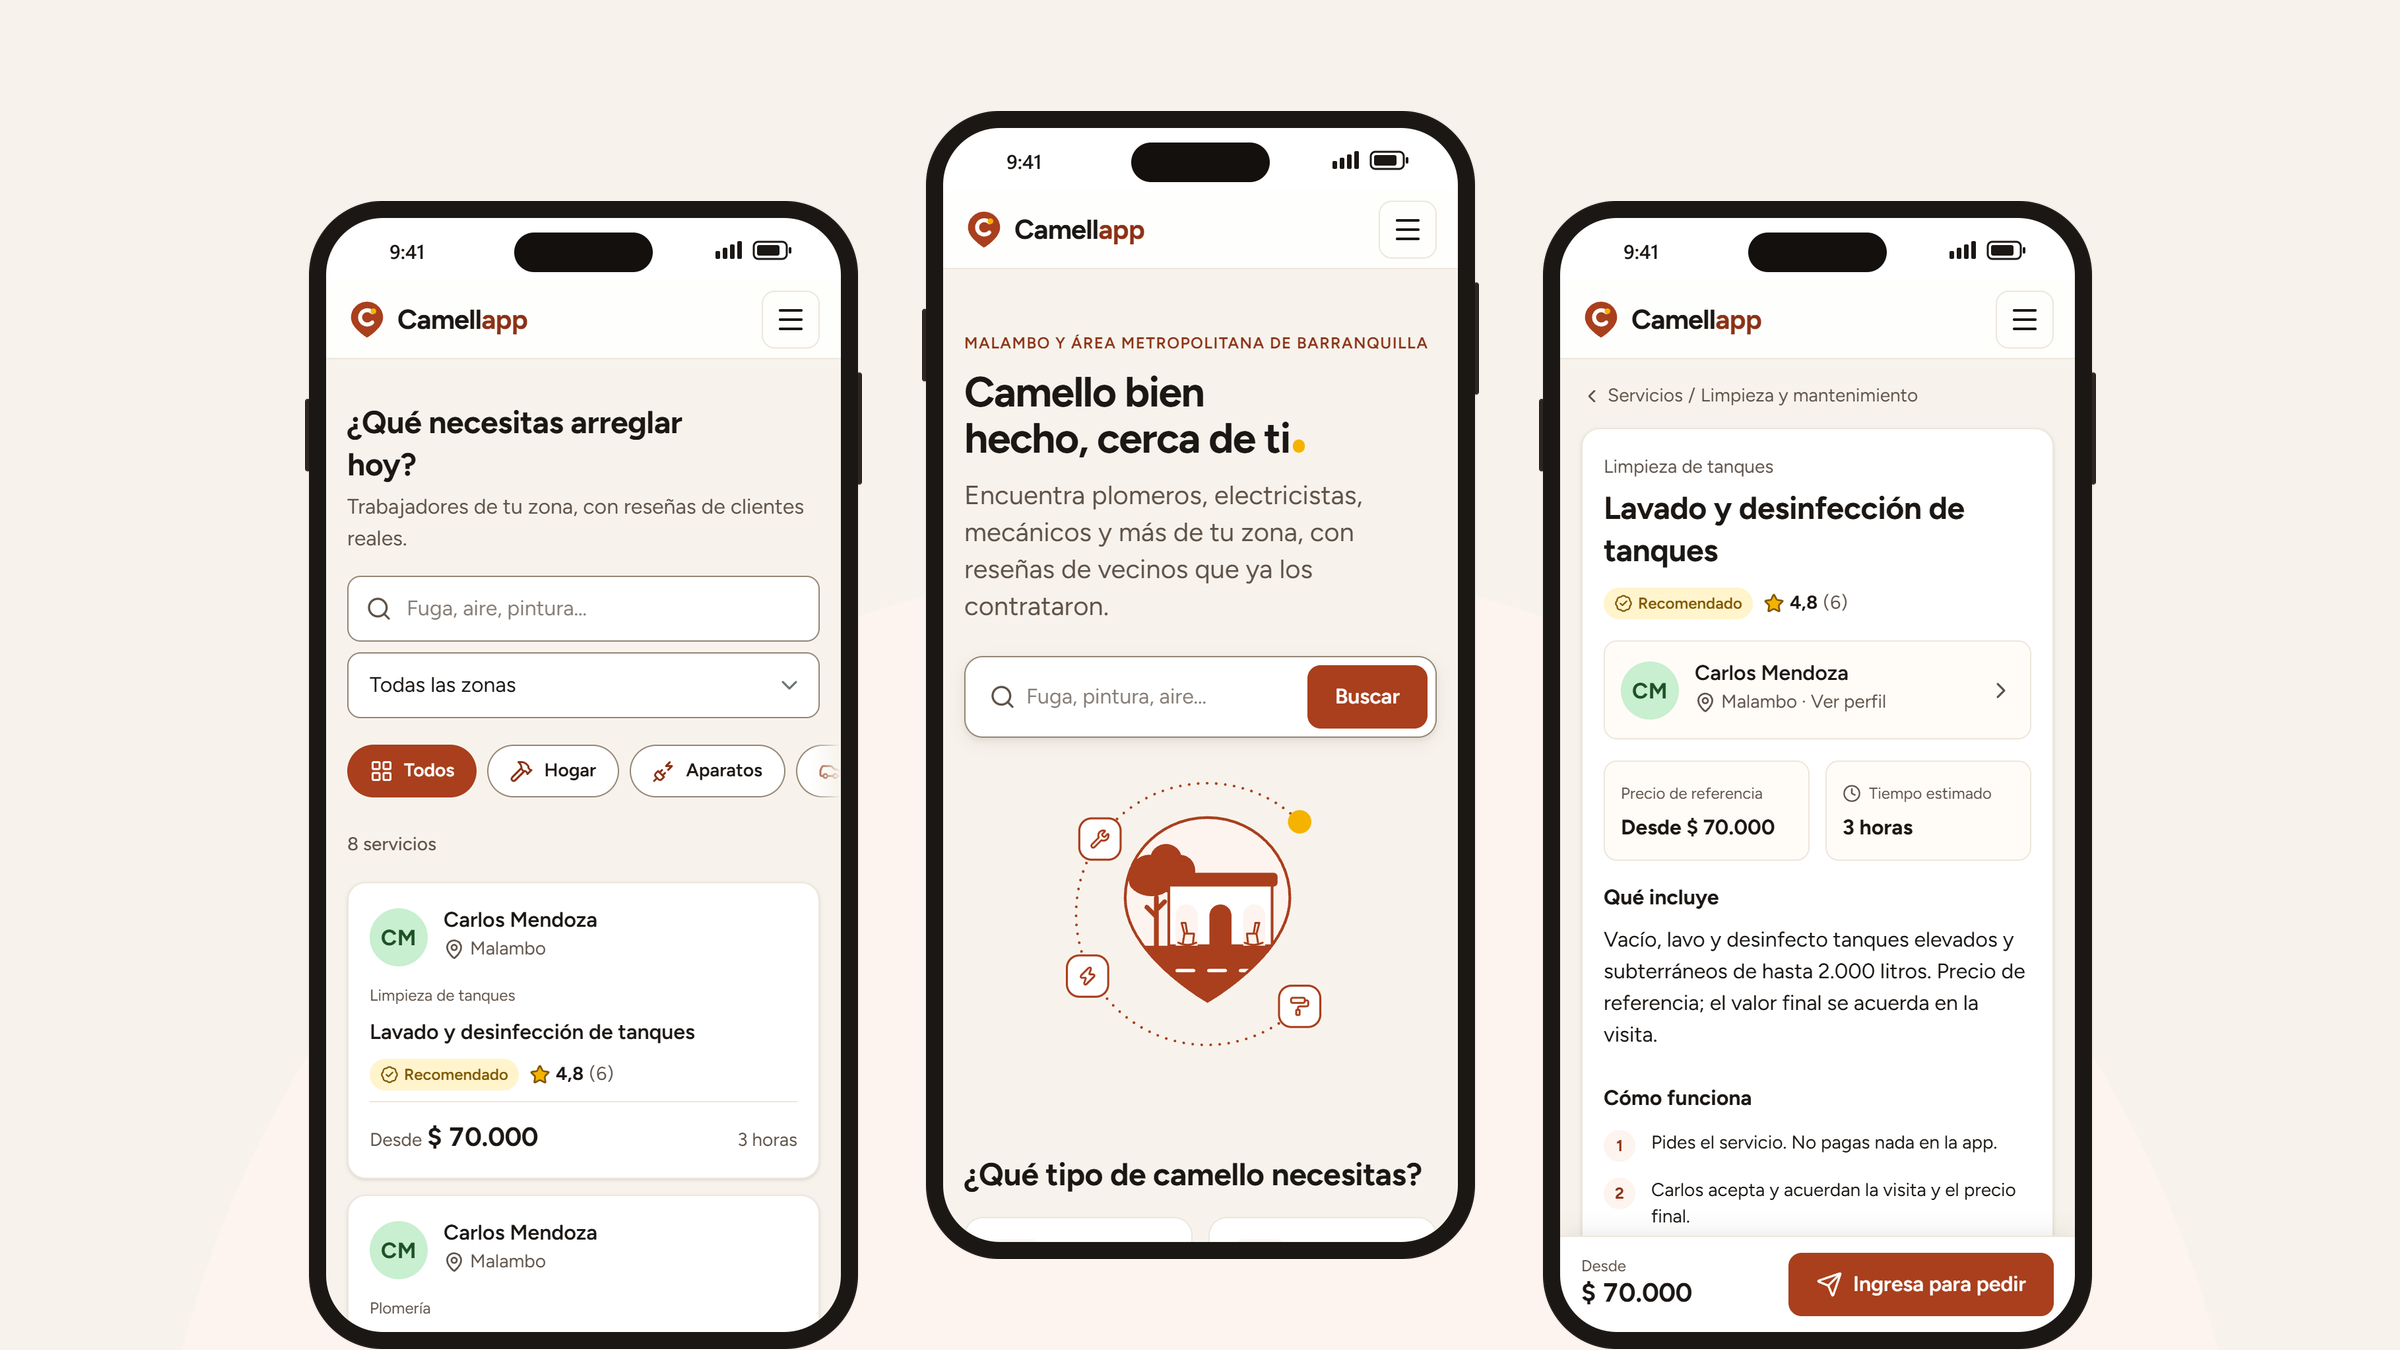 9:41
Camellapp
¿Qué necesitas arreglar
hoy?
Trabajadores de tu zona, con reseñas de clientes
reales.
Fuga, aire, pintura...
Todas las zonas
Todos
Hogar
Aparatos
8 servicios
CM
Carlos Mendoza
Malambo
Limpieza de tanques
Lavado y desinfección de tanques
Recomendado
4,8 (6)
Desde $ 70.000
3 horas
CM
Carlos Mendoza
Malambo
Plomería
9:41
Camellapp
MALAMBO Y ÁREA METROPOLITANA DE BARRANQUILLA
Camello bien
hecho, cerca de ti.
Encuentra plomeros, electricistas,
mecánicos y más de tu zona, con
reseñas de vecinos que ya los
contrataron.
Fuga, pintura, aire...
Buscar
¿Qué tipo de camello necesitas?
9:41
Camellapp
Servicios / Limpieza y mantenimiento
Limpieza de tanques
Lavado y desinfección de
tanques
Recomendado
4,8 (6)
CM
Carlos Mendoza
Malambo · Ver perfil
Precio de referencia
Desde $ 70.000
Tiempo estimado
3 horas
Qué incluye
Vacío, lavo y desinfecto tanques elevados y
subterráneos de hasta 2.000 litros. Precio de
referencia; el valor final se acuerda en la
visita.
Cómo funciona
1 Pides el servicio. No pagas nada en la app.
2 Carlos acepta y acuerdan la visita y el precio
final.
Desde
$ 70.000
Ingresa para pedir